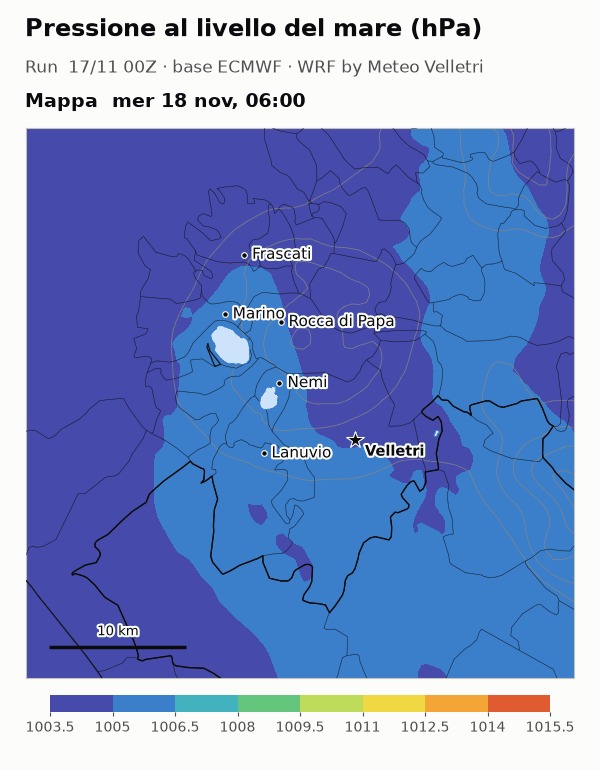 Pressione al livello del mare (hPa)
Run  17/11 00Z · base ECMWF · WRF by Meteo Velletri
Mappa  mer 18 nov, 06:00
Frascati
Marino
Rocca di Papa
Nemi
Velletri
Lanuvio
10 km
1003.5 1005 1006.5 1008 1009.5 1011 1012.5 1014 1015.5